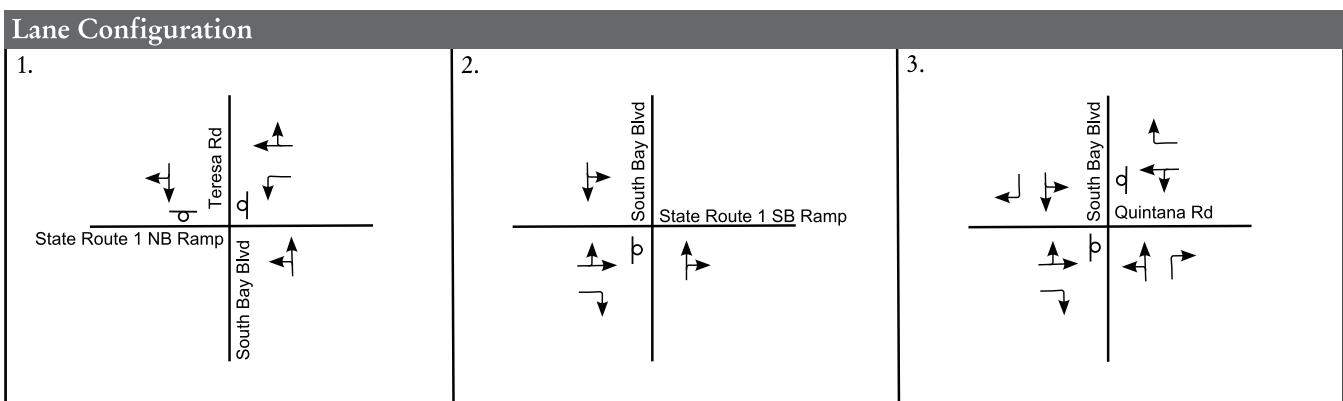 Lane Configuration
1.
Teresa Rd
State Route 1 NB Ramp
South Bay Blvd
2.
South Bay Blvd
State Route 1 SB Ramp
3.
South Bay Blvd
Quintana Rd